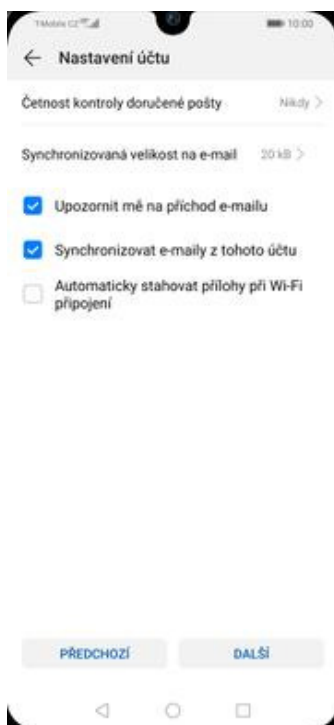 T-Mobile CZ
10:00
Nastavení účtu
Četnost kontroly doručené pošty Nikdy
Synchronizovaná velikost na e-mail 20 kB
Upozornit mě na příchod e-mailu
Synchronizovat e-maily z tohoto účtu
Automaticky stahovat přílohy při Wi-Fi
připojení
PŘEDCHOZÍ
DALŠÍ